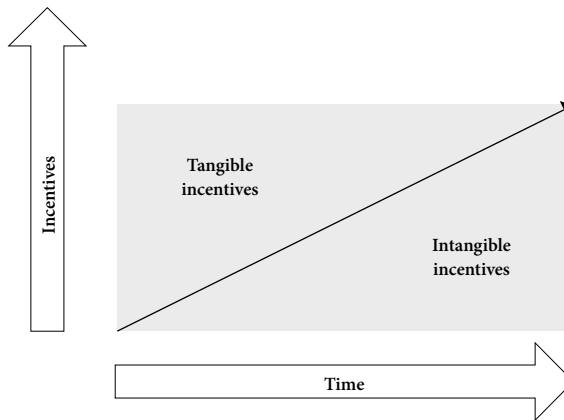 Incentives
Tangible
incentives
Intangible
incentives
Time